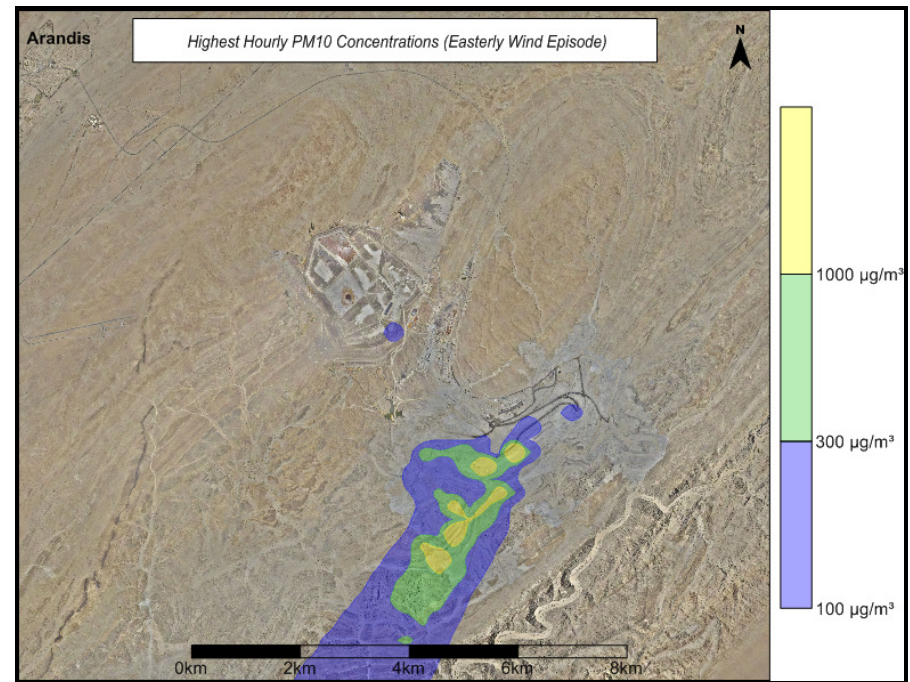 Arandis
Highest Hourly PM10 Concentrations (Easterly Wind Episode)
N
1000 µg/m³
300 µg/m³
100 µg/m³
0km 2km 4km 6km 8km